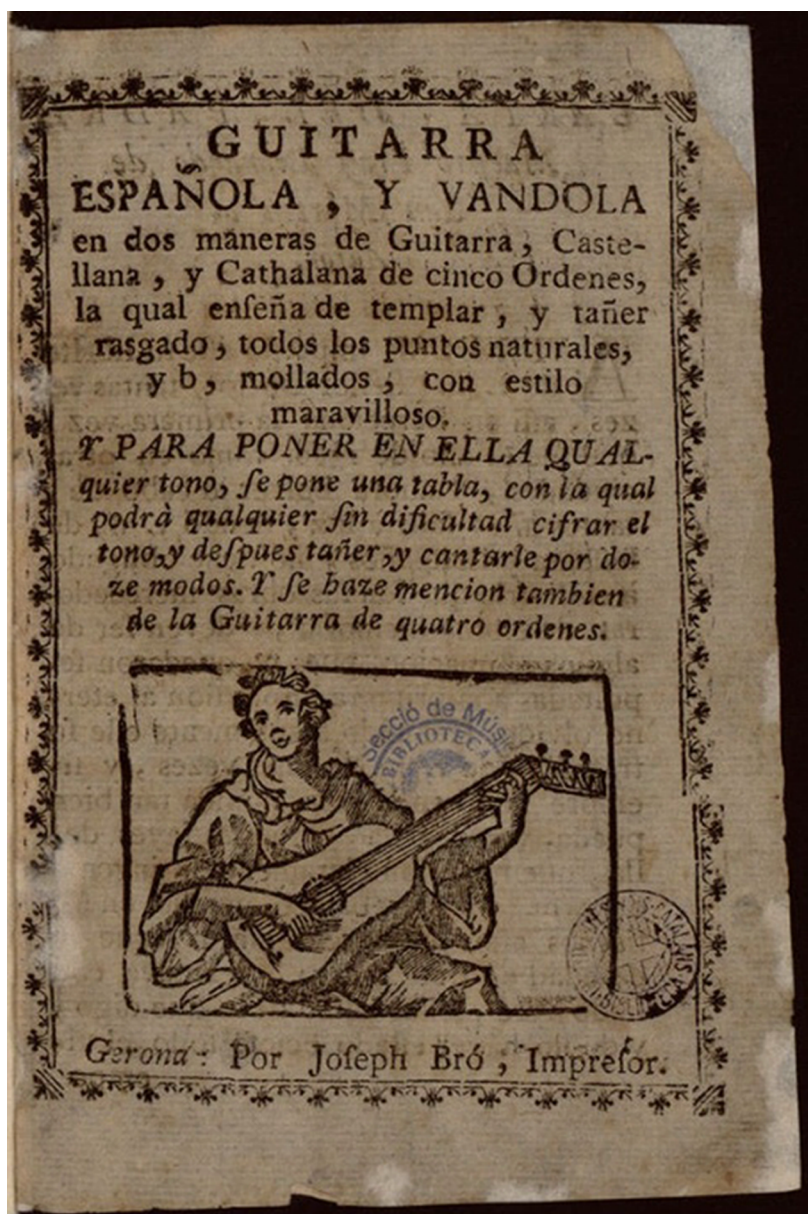 GUITARRA
ESPAÑOLA , Y VANDOLA
en dos maneras de Guitarra, Caste-
llana , y Cathalana de cinco Ordenes,
la qual enſeña de templar , y tañer
rasgado, todos los puntos naturales,
y b, mollados , con estilo
maravilloso.
Y PARA PONER EN ELLA QUAL-
quier tono, ſe pone una tabla, con la qual
podrà qualquier ſin dificultad cifrar el
tono, y deſpues tañer, y cantarle por do-
ze modos. Y ſe haze mencion tambien
de la Guitarra de quatro ordenes.
Secció de Mús
BIBLIOTEC
Gerona: Por Joſeph Bró , Impreſor.